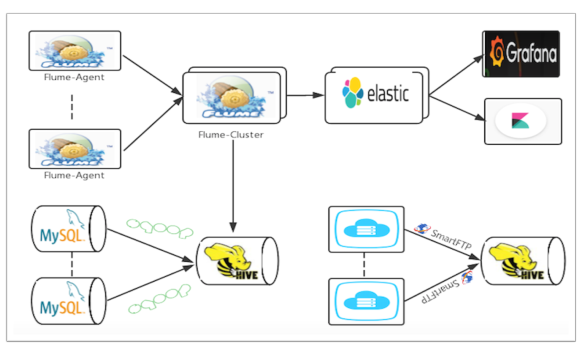 Flume-Agent
Grafana
elastic
Flume-Cluster
Flume-Agent
MySQL
HIVE
SmartFTP
HIVE
MySQL
SmartFTP